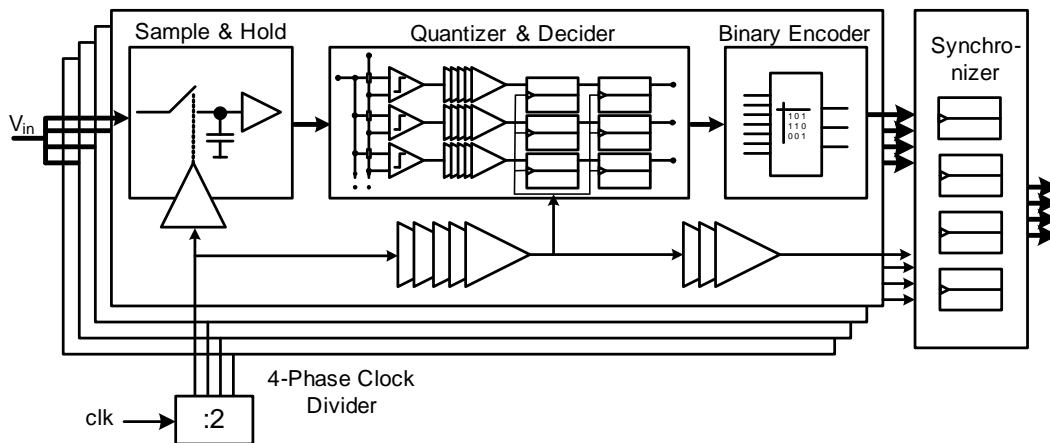 Sample & Hold
Quantizer & Decider
Binary Encoder
Synchro-
nizer
V_in
101
110
001
4-Phase Clock
Divider
clk
:2